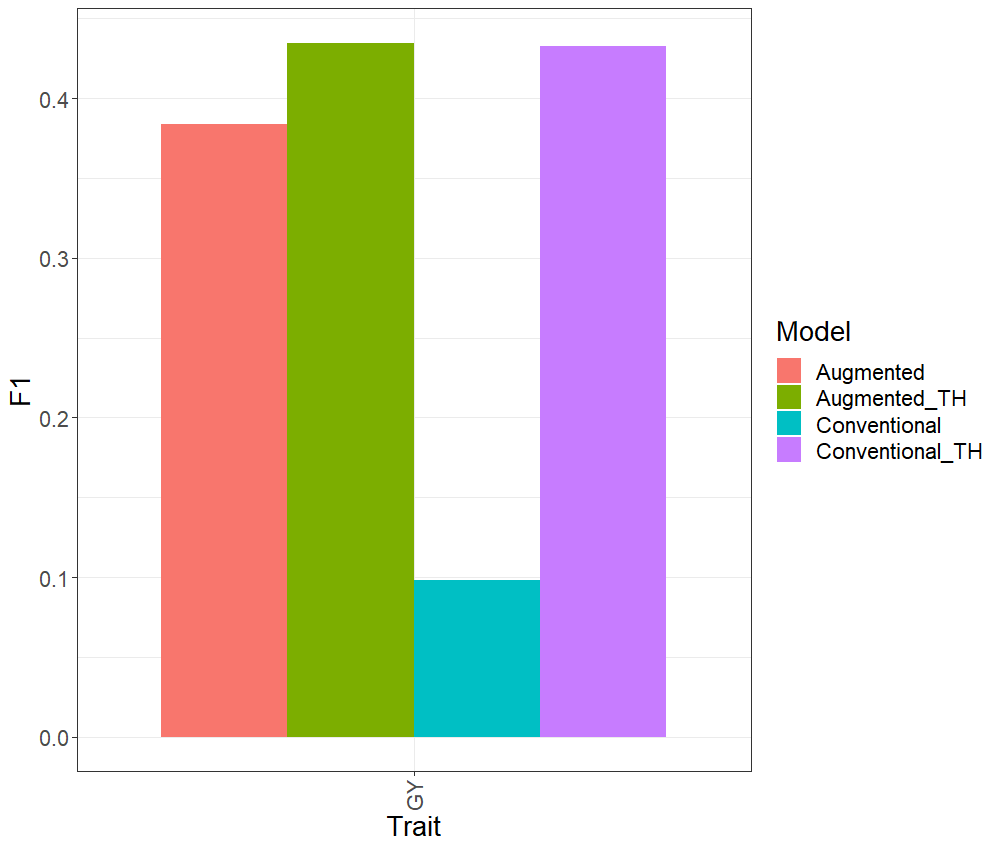 F1
0.4
0.3
0.2
0.1
0.0
GY
Trait
Model
Augmented
Augmented_TH
Conventional
Conventional_TH